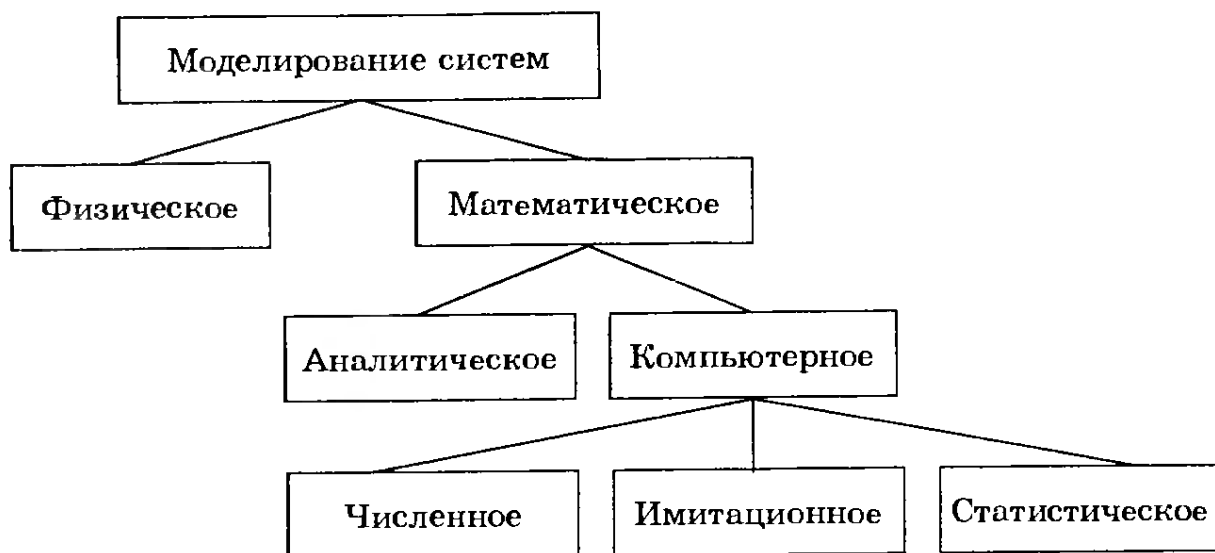 Моделирование систем
Физическое
Математическое
Аналитическое
Компьютерное
Численное
Имитационное
Статистическое